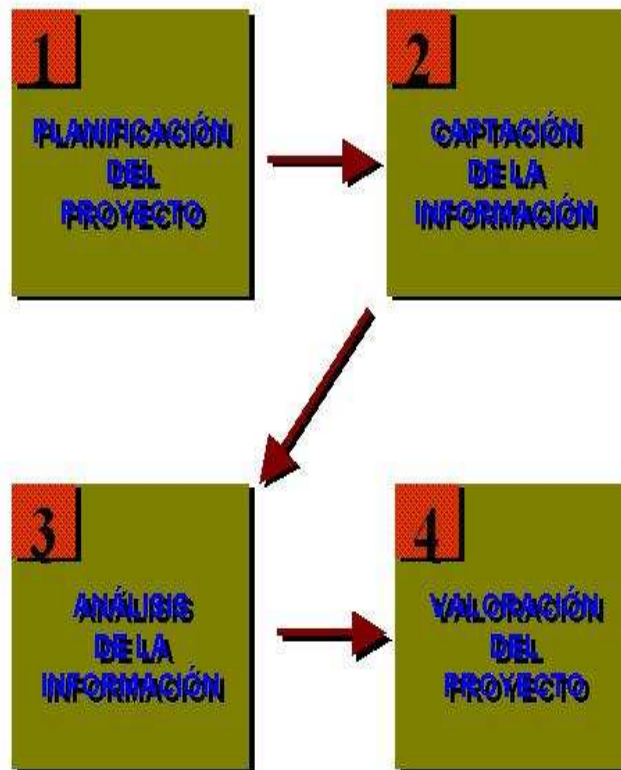 1
PLANIFICACIÓN
DEL
PROYECTO
2
CAPTACIÓN
DE LA
INFORMACIÓN
3
ANÁLISIS
DE LA
INFORMACIÓN
4
VALORACIÓN
DEL
PROYECTO